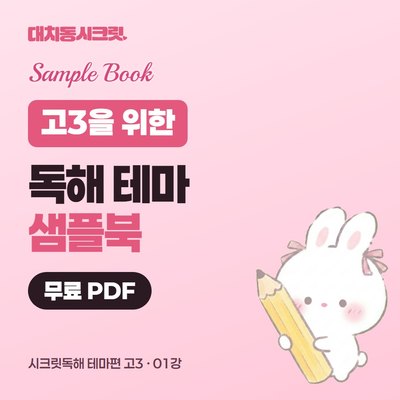 대치동시크릿.
Sample Book
고3을 위한
독해 테마
샘플북
무료 PDF
시크릿독해 테마편 고3 · 01강